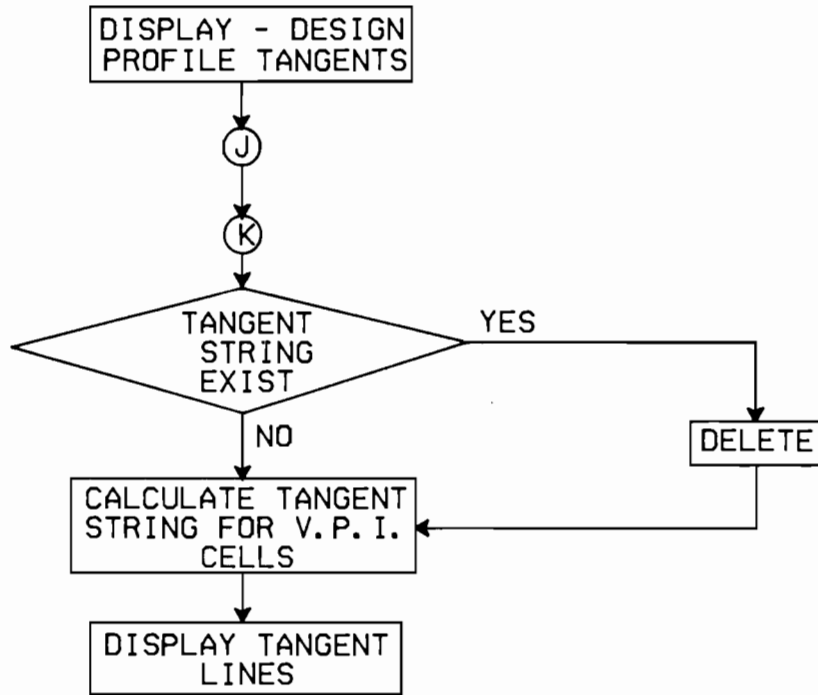 DISPLAY - DESIGN
PROFILE TANGENTS
J
K
TANGENT
STRING
EXIST
YES
NO
DELETE
CALCULATE TANGENT
STRING FOR V.P.I.
CELLS
DISPLAY TANGENT
LINES